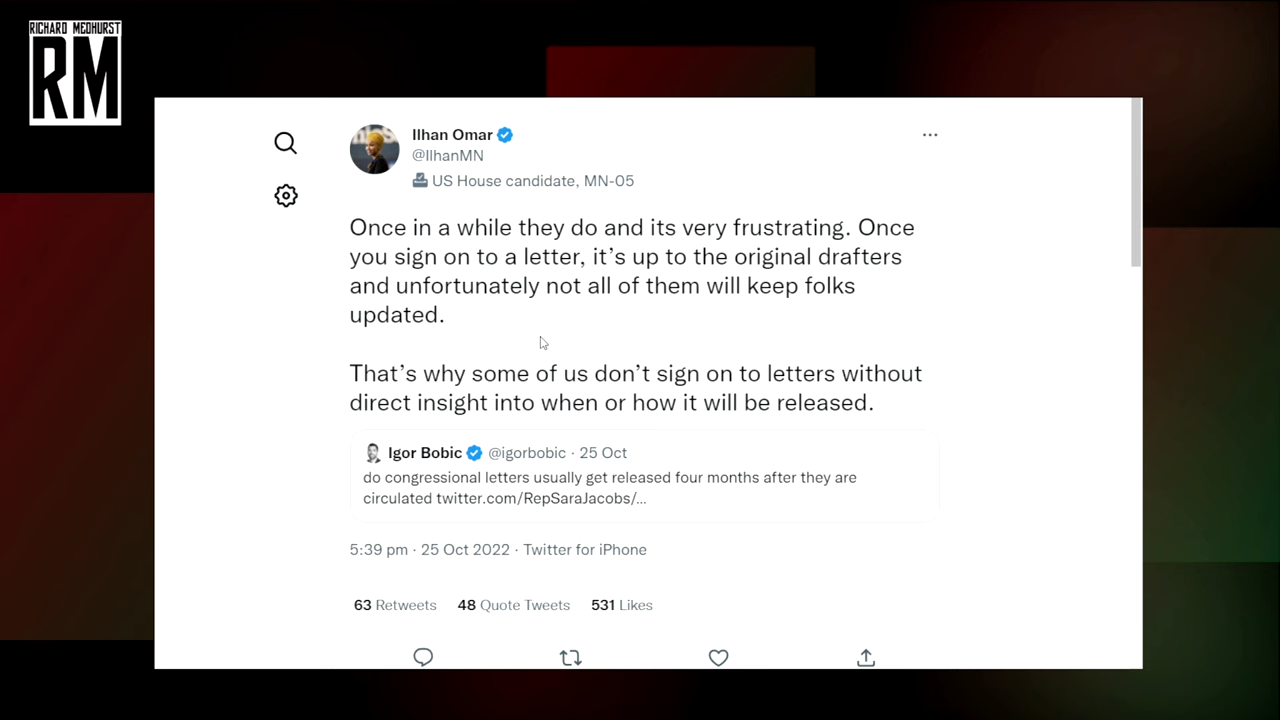 RICHARD MEDHURST
RM
Ilhan Omar
@IlhanMN
US House candidate, MN-05
Once in a while they do and its very frustrating. Once
you sign on to a letter, it’s up to the original drafters
and unfortunately not all of them will keep folks
updated.
That’s why some of us don’t sign on to letters without
direct insight into when or how it will be released.
Igor Bobic @igorbobic · 25 Oct
do congressional letters usually get released four months after they are
circulated twitter.com/RepSaraJacobs/...
5:39 pm · 25 Oct 2022 · Twitter for iPhone
63 Retweets 48 Quote Tweets 531 Likes